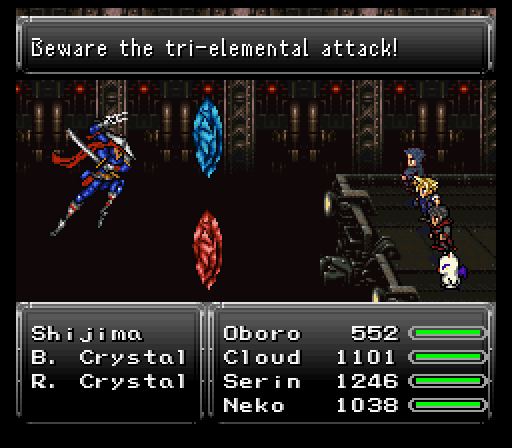 Beware the tri-elemental attack!
Shijima
B. Crystal
R. Crystal
Oboro 552
Cloud 1101
Serin 1246
Neko 1038